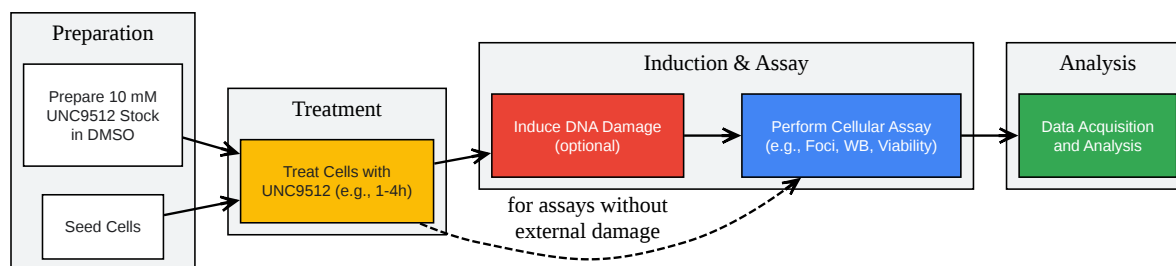 Preparation
Prepare 10 mM
UNC9512 Stock
in DMSO
Seed Cells
Treatment
Treat Cells with
UNC9512 (e.g., 1-4h)
Induction & Assay
Induce DNA Damage
(optional)
Perform Cellular Assay
(e.g., Foci, WB, Viability)
for assays without
external damage
Analysis
Data Acquisition
and Analysis